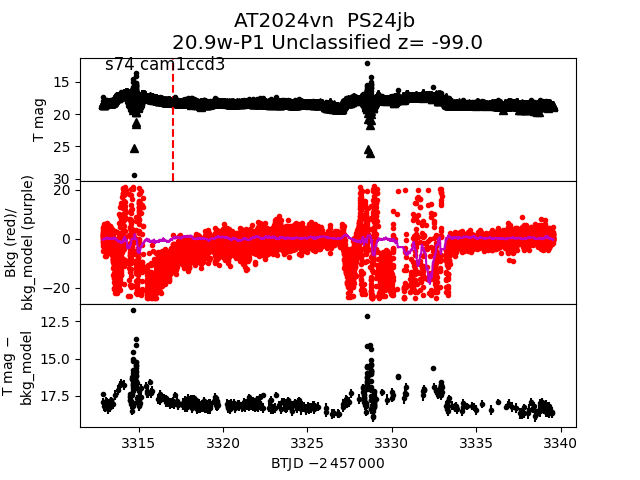 AT2024vn PS24jb
20.9w-P1 Unclassified z= -99.0
s74 cam1ccd3
T mag
15
20
25
30
Bkg (red)/
bkg_model (purple)
20
0
−20
T mag −
bkg_model
12.5
15.0
17.5
3315 3320 3325 3330 3335 3340
BTJD −2 457 000